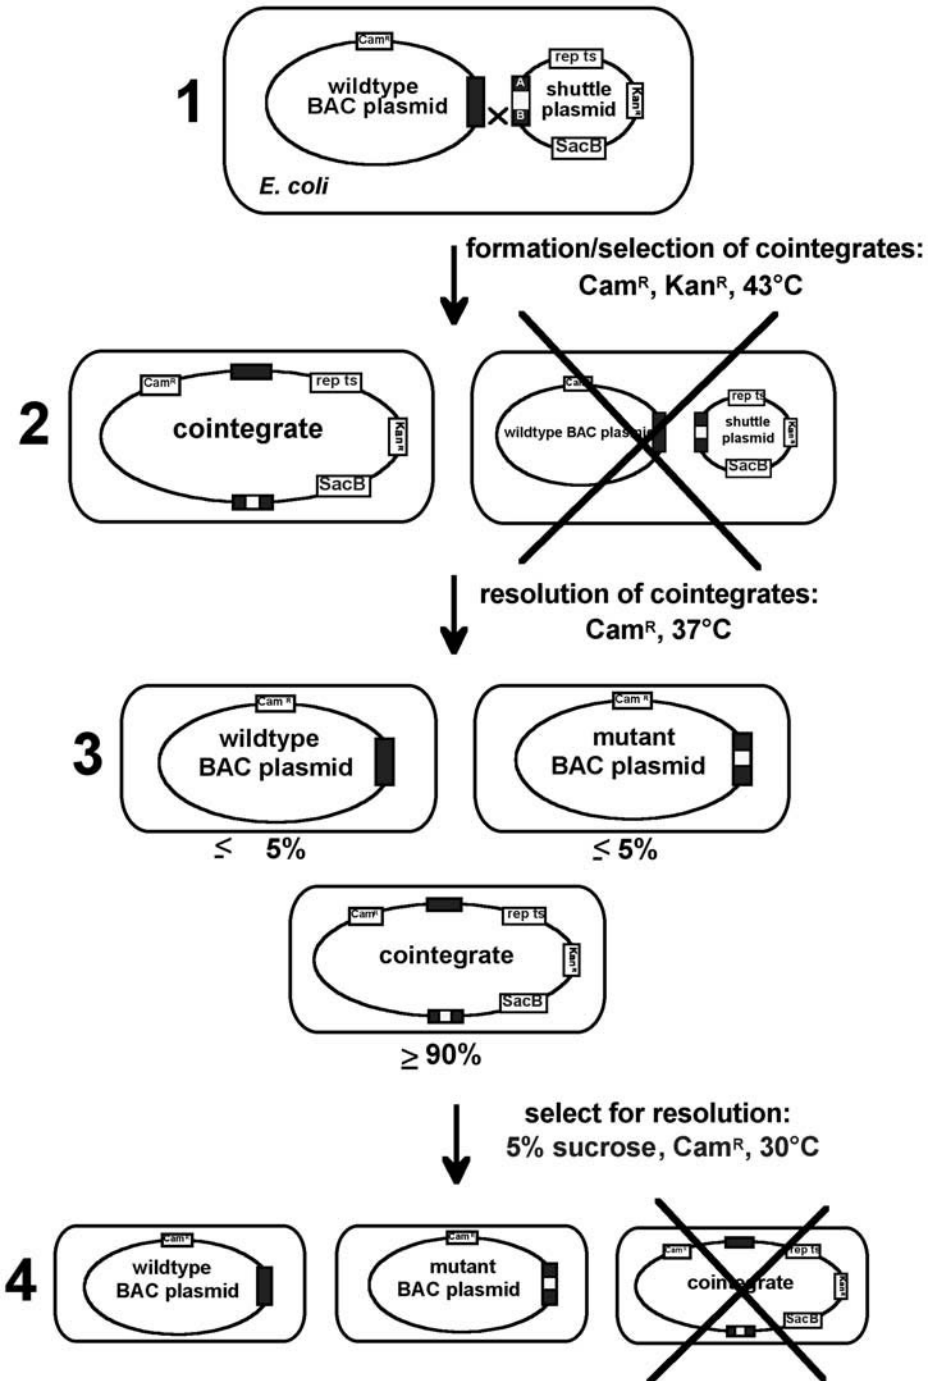 1
Camᴿ
wildtype
BAC plasmid
A
B
rep ts
shuttle
plasmid
Kanᴿ
SacB
E. coli
formation/selection of cointegrates:
Camᴿ, Kanᴿ, 43°C
2
Camᴿ
rep ts
cointegrate
Kanᴿ
SacB
Camᴿ
wildtype BAC plasmid
rep ts
shuttle
plasmid
Kanᴿ
SacB
resolution of cointegrates:
Camᴿ, 37°C
3
Cam ᴿ
wildtype
BAC plasmid
≤ 5%
Cam ᴿ
mutant
BAC plasmid
≤ 5%
Camᴿ
rep ts
cointegrate
Kanᴿ
SacB
≥ 90%
select for resolution:
5% sucrose, Camᴿ, 30°C
4
Camᴿ
wildtype
BAC plasmid
Cam ᴿ
mutant
BAC plasmid
Camᴿ
rep ts
cointegrate
Kanᴿ
SacB